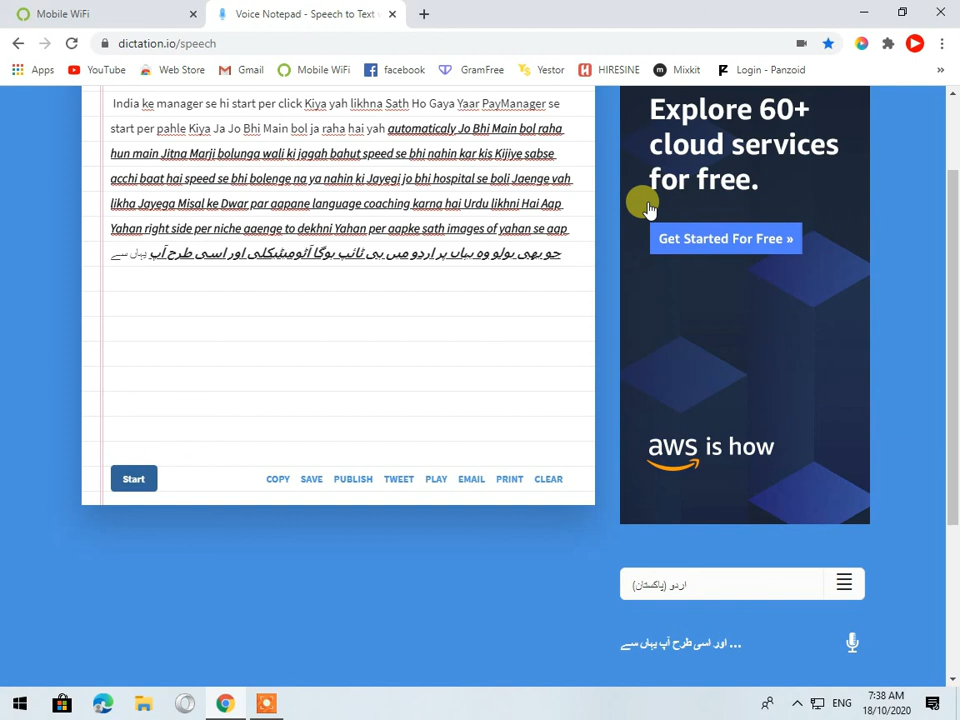 Mobile WiFi
Voice Notepad - Speech to Text
dictation.io/speech
Apps YouTube Web Store Gmail Mobile WiFi facebook GramFree Yestor HIRESINE Mixkit Login - Panzoid »
India ke manager se hi start per click Kiya yah likhna Sath Ho Gaya Yaar PayManager se
start per pahle Kiya Ja Jo Bhi Main bol ja raha hai yah automaticaly Jo Bhi Main bol raha
hun main Jitna Marji bolunga wali ki jagah bahut speed se bhi nahin kar kis Kijiye sabse
acchi baat hai speed se bhi bolenge na ya nahin ki Jayegi jo bhi hospital se boli Jaenge vah
likha Jayega Misal ke Dwar par aapane language coaching karna hai Urdu likhni Hai Aap
Yahan right side per niche aaenge to dekhni Yahan per aapke sath images of yahan se aap
جو بھی بولو وہ یہاں پر اردو میں ہی ٹائپ ہوگا آٹومیٹیکلی اور اسی طرح آپ یہاں سے
Start COPY SAVE PUBLISH TWEET PLAY EMAIL PRINT CLEAR
Explore 60+
cloud services
for free.
Get Started For Free »
aws is how
اردو (پاکستان)
... اور اسی طرح آپ یہاں سے
ENG
7:38 AM
18/10/2020